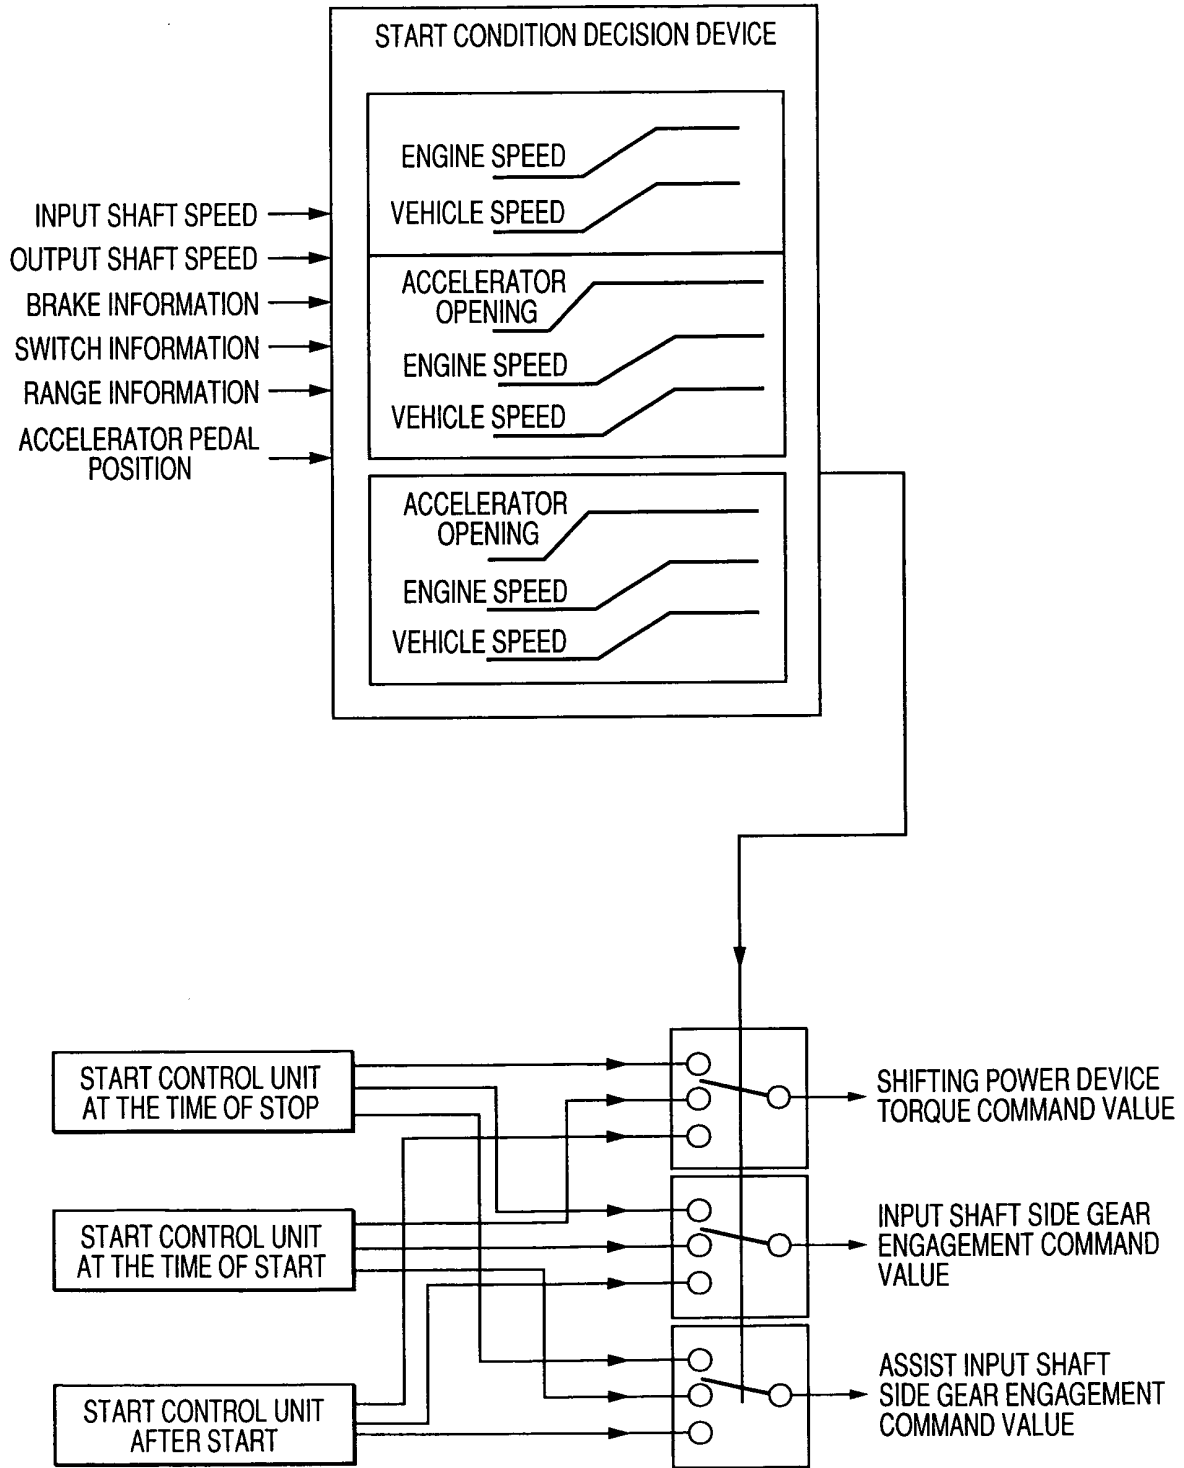 START CONDITION DECISION DEVICE
ENGINE SPEED
VEHICLE SPEED
ACCELERATOR
OPENING
ENGINE SPEED
VEHICLE SPEED
ACCELERATOR
OPENING
ENGINE SPEED
VEHICLE SPEED
INPUT SHAFT SPEED
OUTPUT SHAFT SPEED
BRAKE INFORMATION
SWITCH INFORMATION
RANGE INFORMATION
ACCELERATOR PEDAL
POSITION
START CONTROL UNIT
AT THE TIME OF STOP
START CONTROL UNIT
AT THE TIME OF START
START CONTROL UNIT
AFTER START
SHIFTING POWER DEVICE
TORQUE COMMAND VALUE
INPUT SHAFT SIDE GEAR
ENGAGEMENT COMMAND
VALUE
ASSIST INPUT SHAFT
SIDE GEAR ENGAGEMENT
COMMAND VALUE